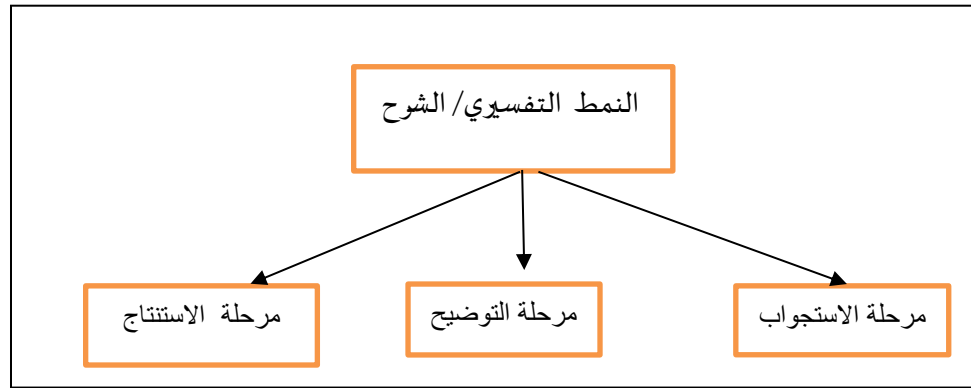 النمط التفسيري/ الشرح
مرحلة الاستجواب
مرحلة التوضيح
مرحلة الاستنتاج